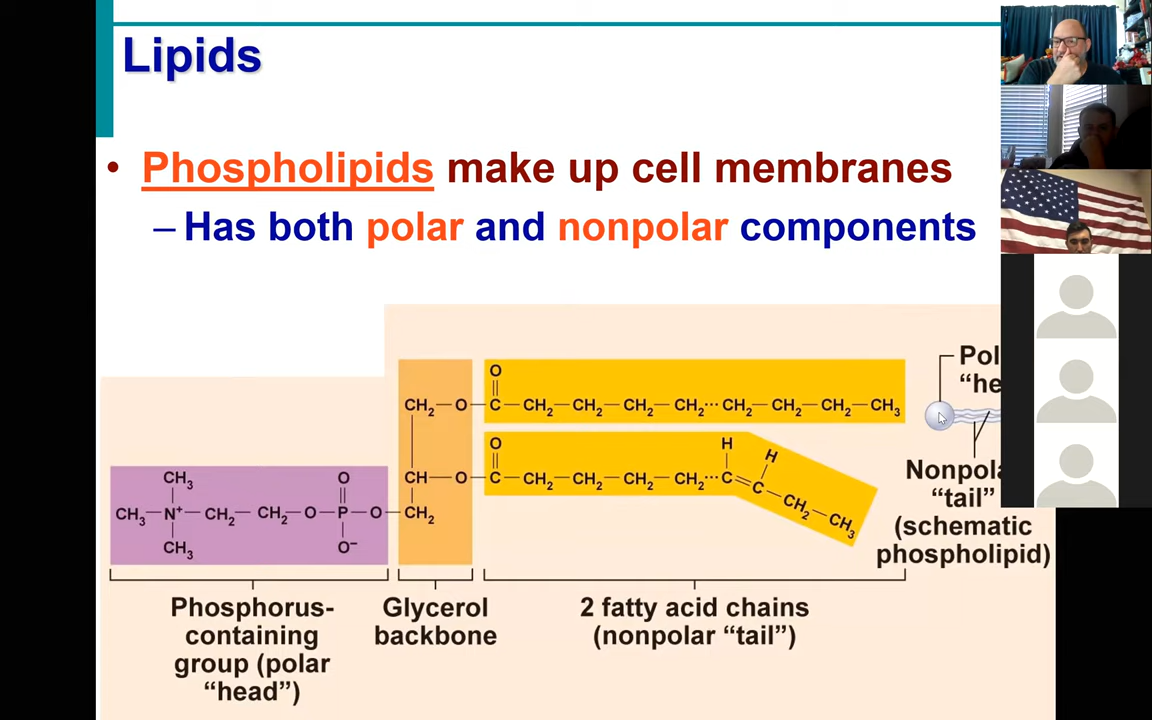 Lipids
• Phospholipids make up cell membranes
– Has both polar and nonpolar components
O
CH₂—O—C—CH₂—CH₂—CH₂—CH₂···CH₂—CH₂—CH₂—CH₃
O
H
H
CH—O—C—CH₂—CH₂—CH₂—CH₂···C=C
CH₂—CH₃
CH₃
O
CH₃—N⁺—CH₂—CH₂—O—P—O—CH₂
CH₃
O⁻
Phosphorus-
containing
group (polar
“head”)
Glycerol
backbone
2 fatty acid chains
(nonpolar “tail”)
“tail”
(schematic
phospholipid)